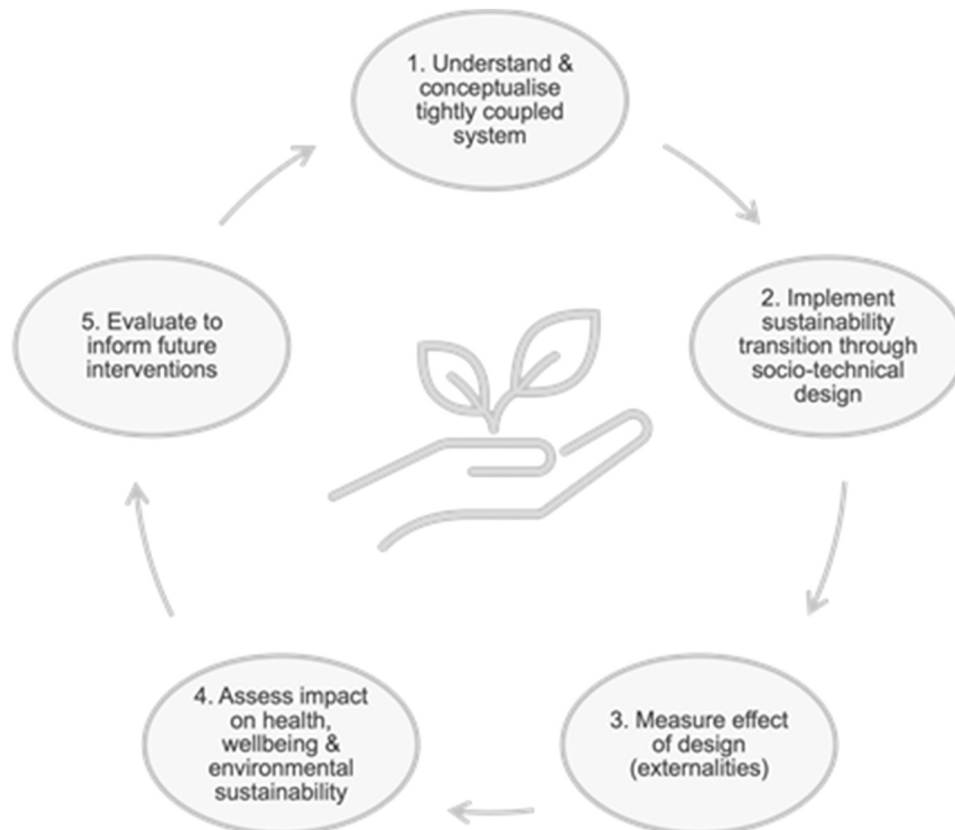 1. Understand &
conceptualise
tightly coupled
system
2. Implement
sustainability
transition through
socio-technical
design
3. Measure effect
of design
(externalities)
4. Assess impact
on health,
wellbeing &
environmental
sustainability
5. Evaluate to
inform future
interventions